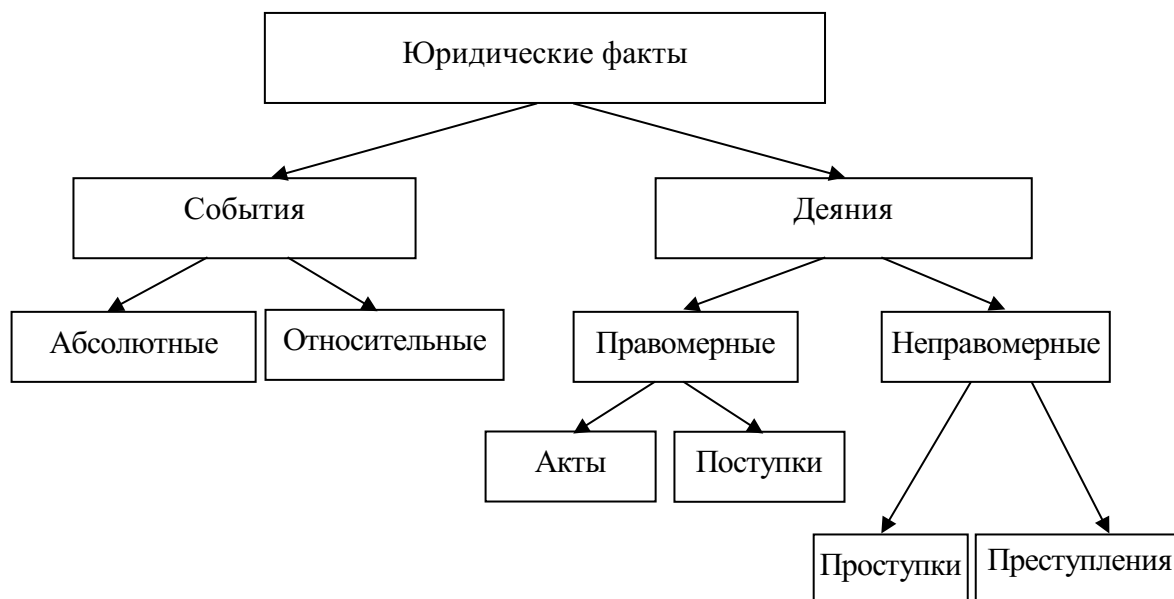 Юридические факты
События
Деяния
Абсолютные
Относительные
Правомерные
Неправомерные
Акты
Поступки
Проступки
Преступления